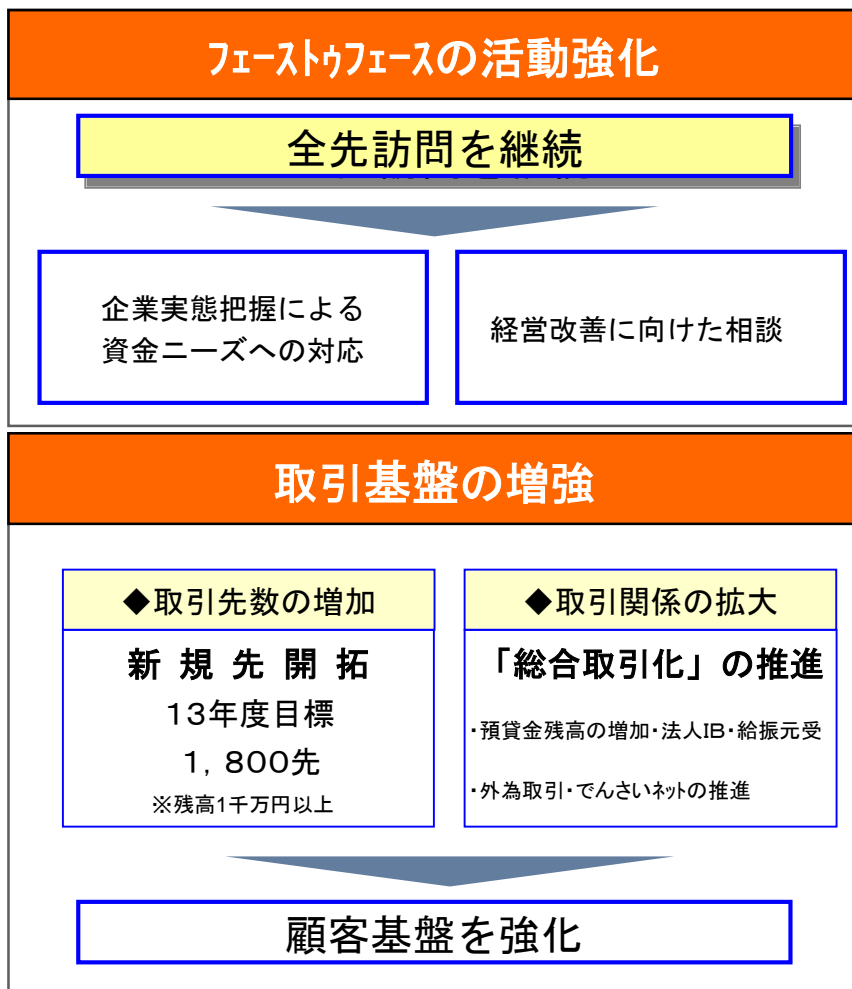 フェーストゥフェースの活動強化
全先訪問を継続
企業実態把握による
資金ニーズへの対応
経営改善に向けた相談
取引基盤の増強
◆取引先数の増加
新 規 先 開 拓
13年度目標
1，800先
※残高1千万円以上
◆取引関係の拡大
「総合取引化」の推進
・預貸金残高の増加・法人IB・給振元受
・外為取引・でんさいネットの推進
顧客基盤を強化